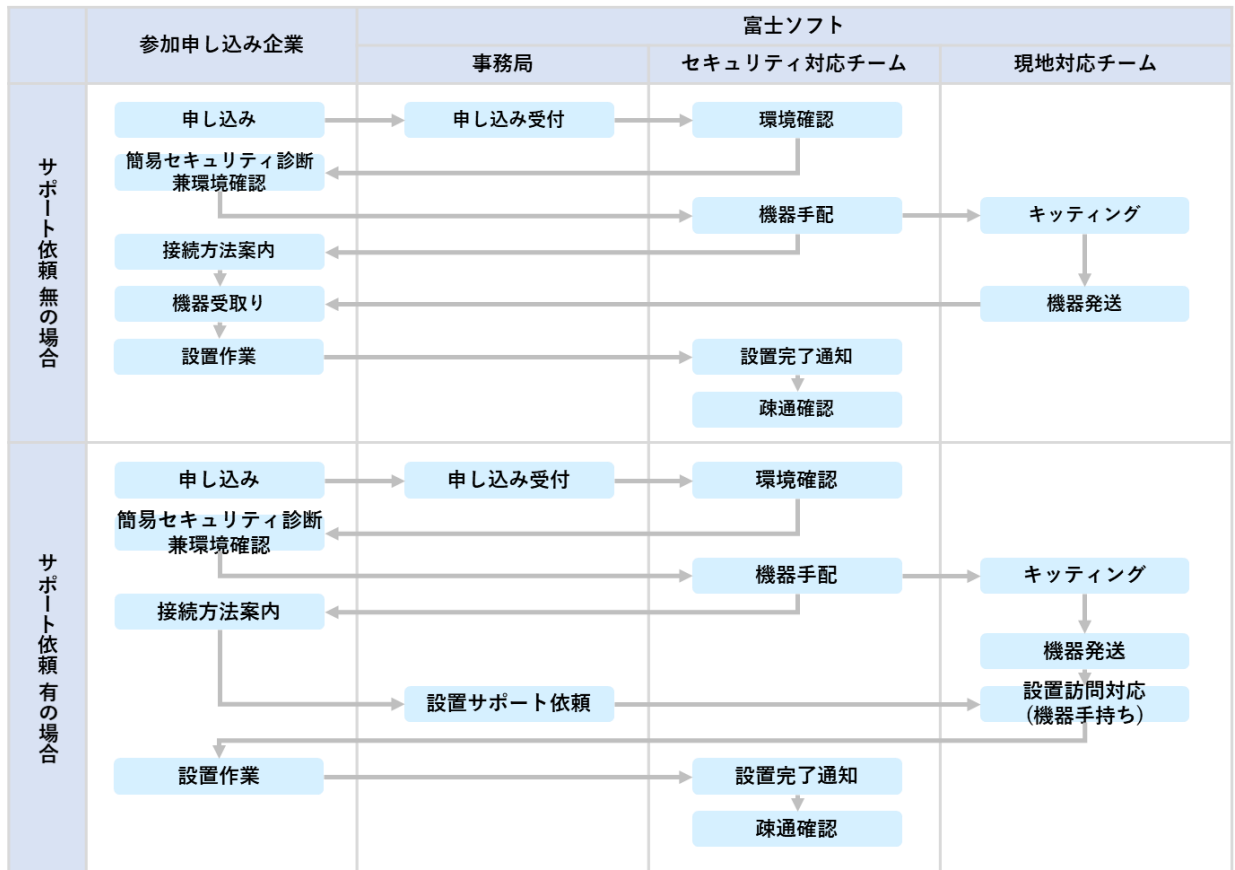 参加申し込み企業
富士ソフト
事務局
セキュリティ対応チーム
現地対応チーム
サポート依頼 無の場合
申し込み
申し込み受付
環境確認
簡易セキュリティ診断
兼環境確認
機器手配
キッティング
接続方法案内
機器受取り
機器発送
設置作業
設置完了通知
疎通確認
サポート依頼 有の場合
申し込み
申し込み受付
環境確認
簡易セキュリティ診断
兼環境確認
機器手配
キッティング
接続方法案内
機器発送
設置サポート依頼
設置訪問対応
(機器手持ち)
設置作業
設置完了通知
疎通確認